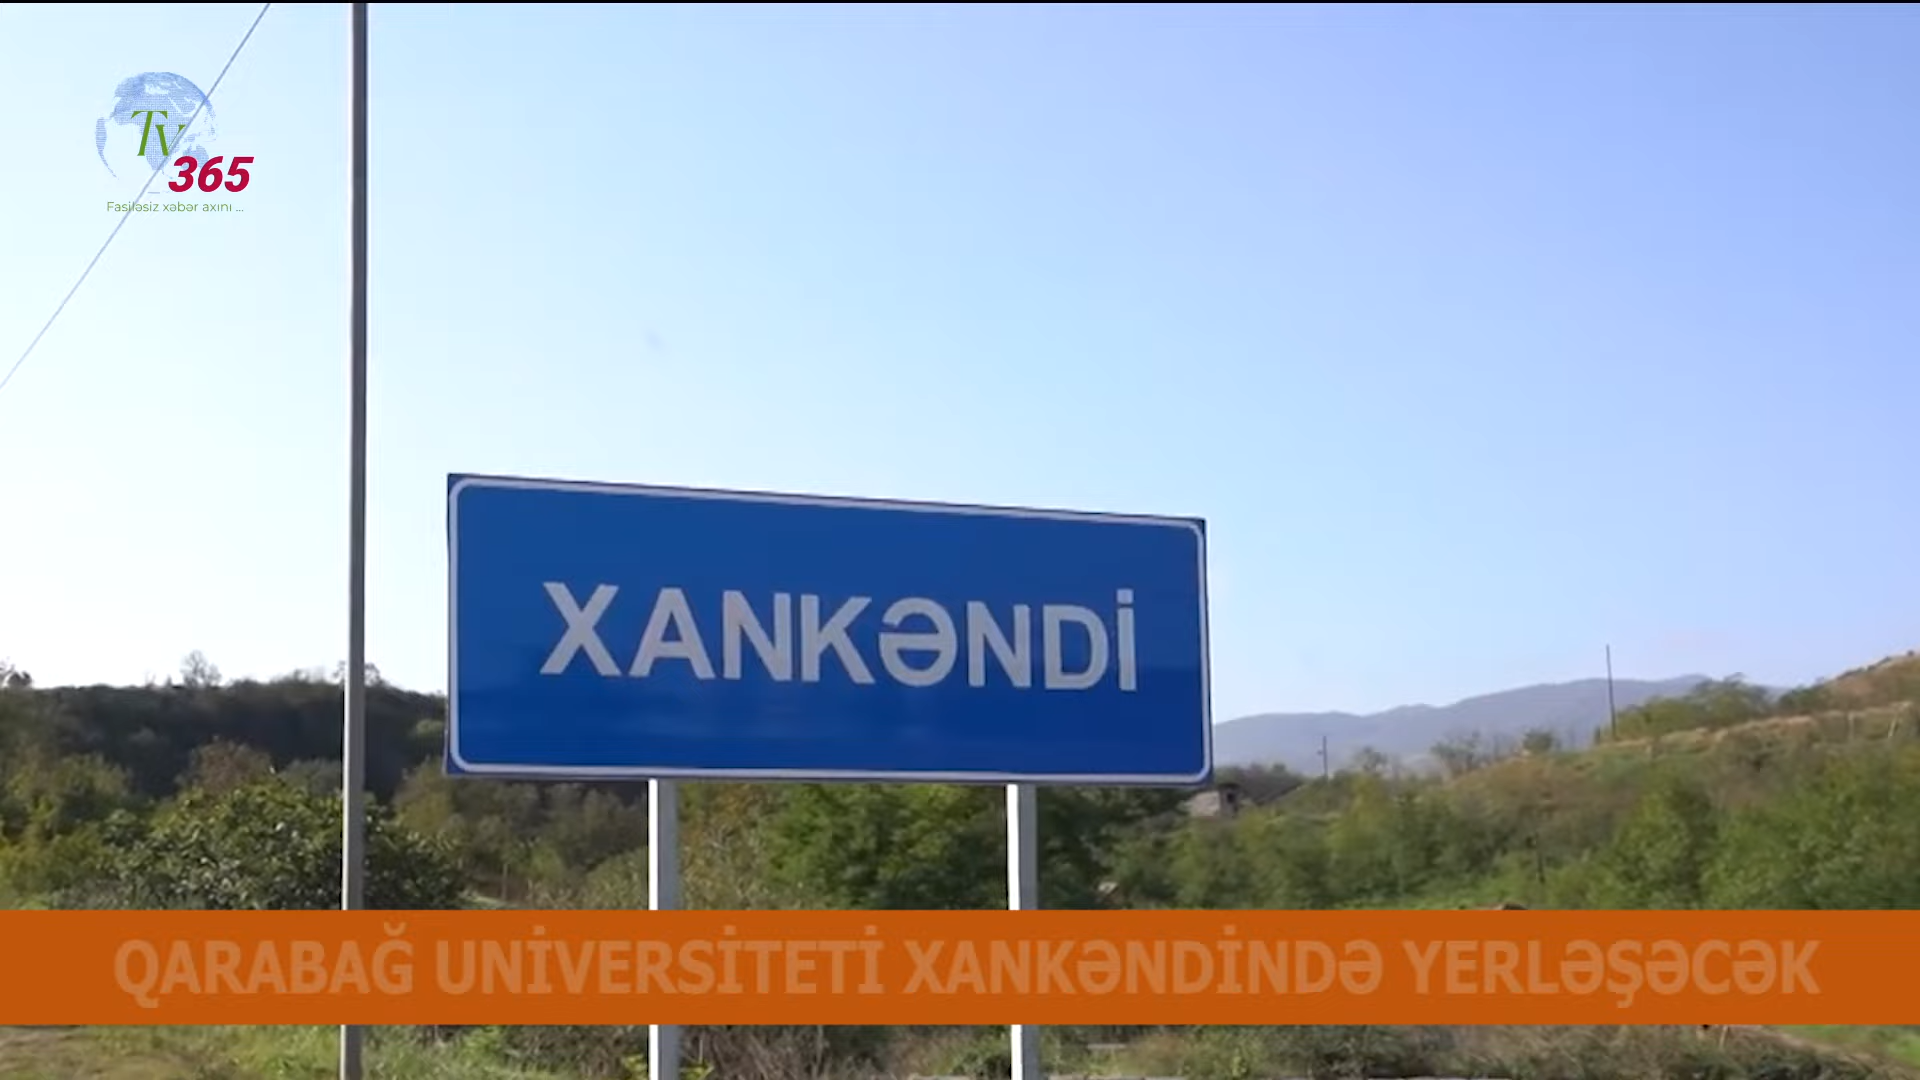 Tv
365
Fasiləsiz xəbər axını ...
XANKƏNDİ
QARABAĞ UNİVERSİTETİ XANKƏNDİNDƏ YERLƏŞƏCƏK